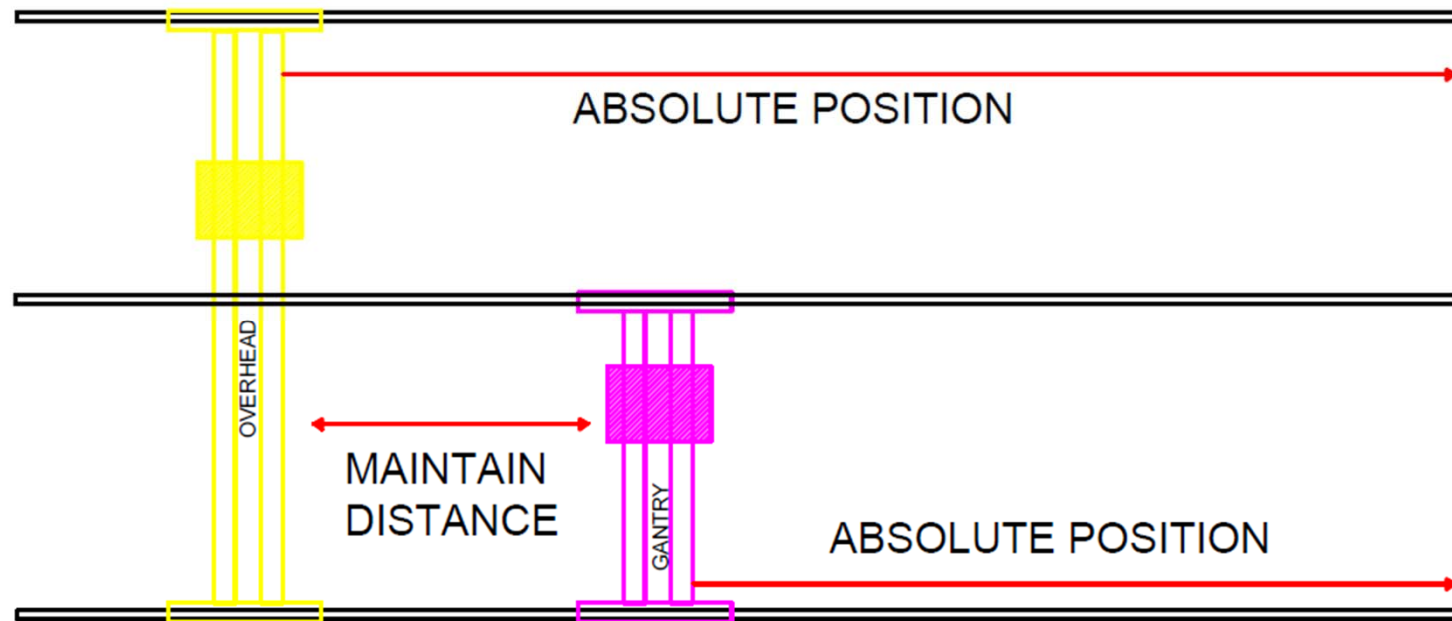 ABSOLUTE POSITION
OVERHEAD
MAINTAIN
DISTANCE
GANTRY
ABSOLUTE POSITION